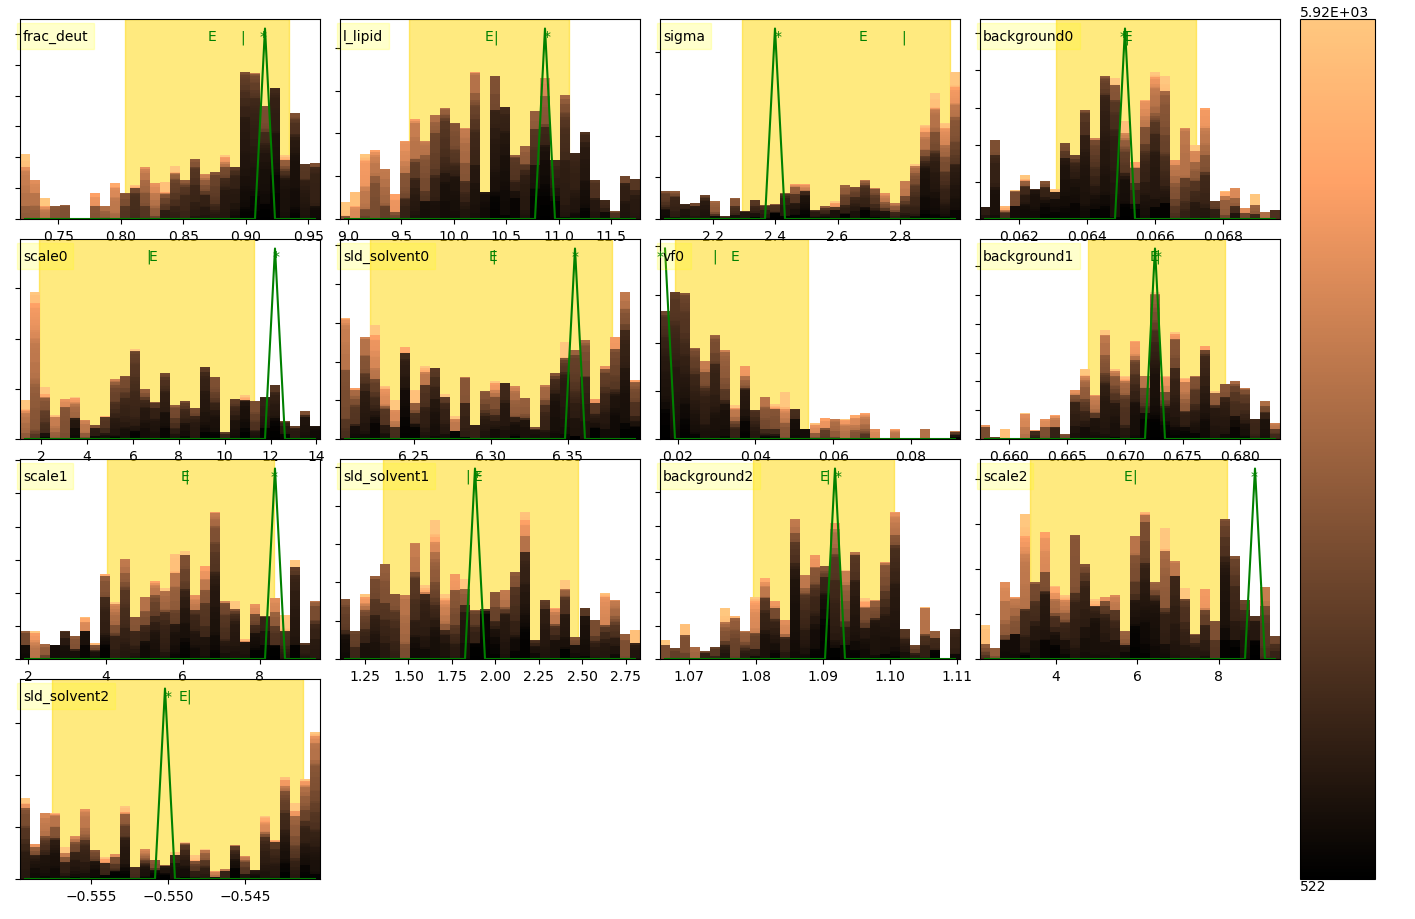 5.92E+03
frac_deut E | *
l_lipid E| *
sigma * E |
background0 *E
0.75 0.80 0.85 0.90 0.95
9.0 9.5 10.0 10.5 11.0 11.5
2.2 2.4 2.6 2.8
0.062 0.064 0.066 0.068
scale0 |E *
sld_solvent0 E *
* vf0 | E
background1 E *
2 4 6 8 10 12 14
6.25 6.30 6.35
0.02 0.04 0.06 0.08
0.660 0.665 0.670 0.675 0.680
scale1 E| *
sld_solvent1 | E
background2 E| *
scale2 E| *
2 4 6 8
1.25 1.50 1.75 2.00 2.25 2.50 2.75
1.07 1.08 1.09 1.10 1.11
4 6 8
sld_solvent2 * E|
−0.555 −0.550 −0.545
522